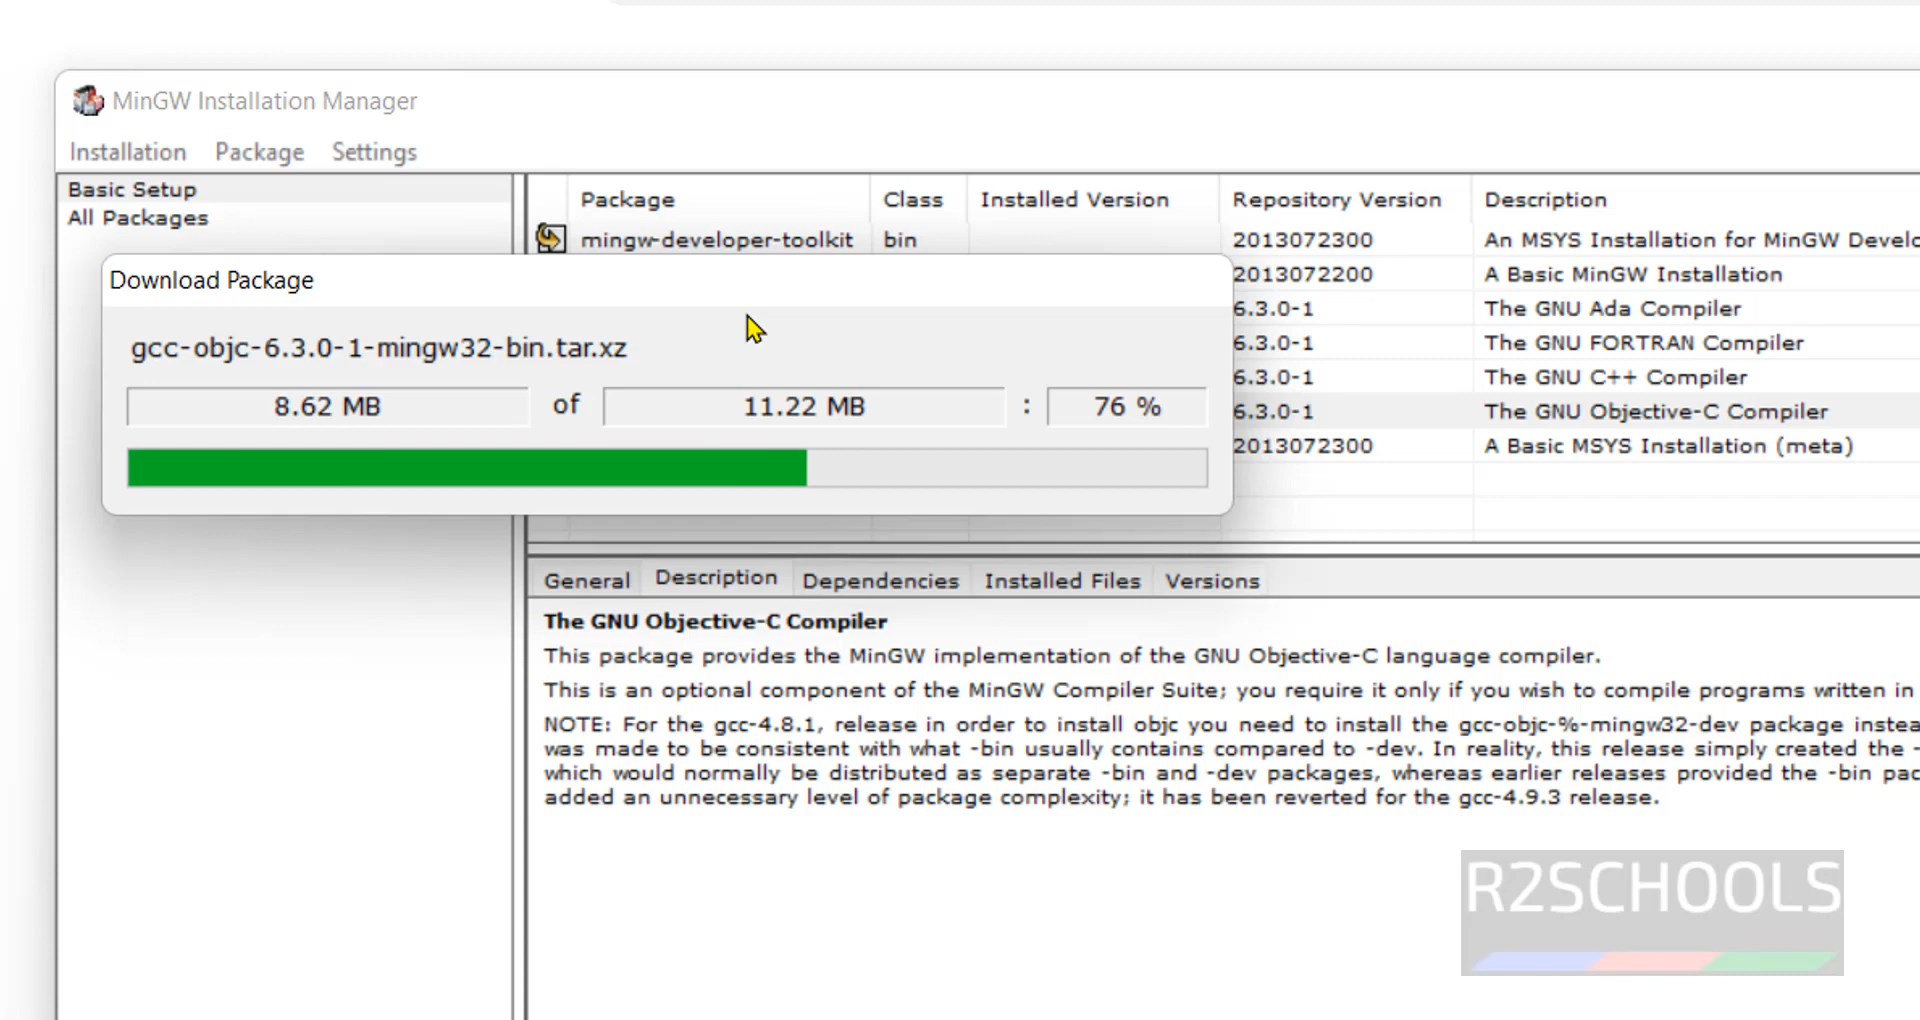 MinGW Installation Manager
Installation Package Settings
Basic Setup
All Packages
Package Class Installed Version Repository Version Description
mingw-developer-toolkit bin 2013072300 An MSYS Installation for MinGW Develo
2013072200 A Basic MinGW Installation
6.3.0-1 The GNU Ada Compiler
6.3.0-1 The GNU FORTRAN Compiler
6.3.0-1 The GNU C++ Compiler
6.3.0-1 The GNU Objective-C Compiler
2013072300 A Basic MSYS Installation (meta)
Download Package
gcc-objc-6.3.0-1-mingw32-bin.tar.xz
8.62 MB of 11.22 MB : 76 %
General Description Dependencies Installed Files Versions
The GNU Objective-C Compiler
This package provides the MinGW implementation of the GNU Objective-C language compiler.
This is an optional component of the MinGW Compiler Suite; you require it only if you wish to compile programs written in
NOTE: For the gcc-4.8.1, release in order to install objc you need to install the gcc-objc-%-mingw32-dev package instea
was made to be consistent with what -bin usually contains compared to -dev. In reality, this release simply created the -
which would normally be distributed as separate -bin and -dev packages, whereas earlier releases provided the -bin pac
added an unnecessary level of package complexity; it has been reverted for the gcc-4.9.3 release.
R2SCHOOLS